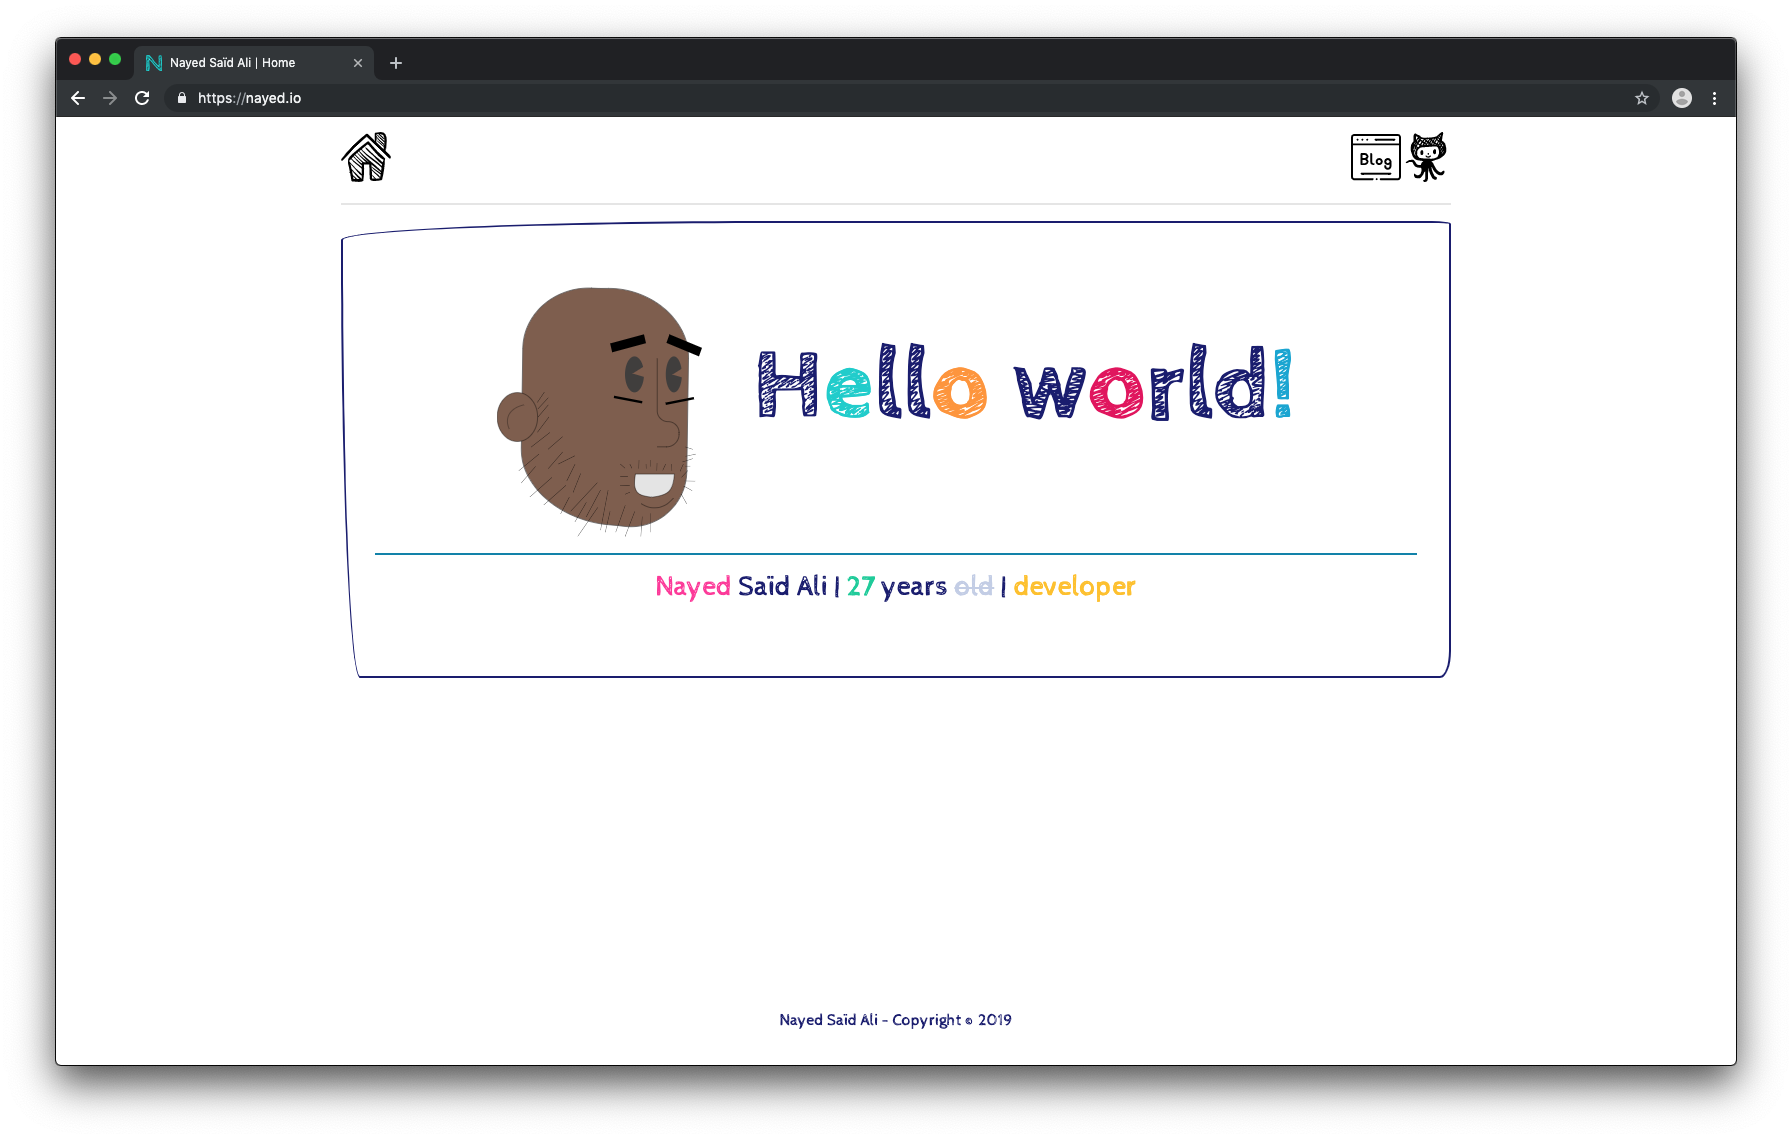 Nayed Saïd Ali | Home
https://nayed.io
Blog
Hello world!
Nayed Saïd Ali | 27 years old | developer
Nayed Saïd Ali - Copyright © 2019